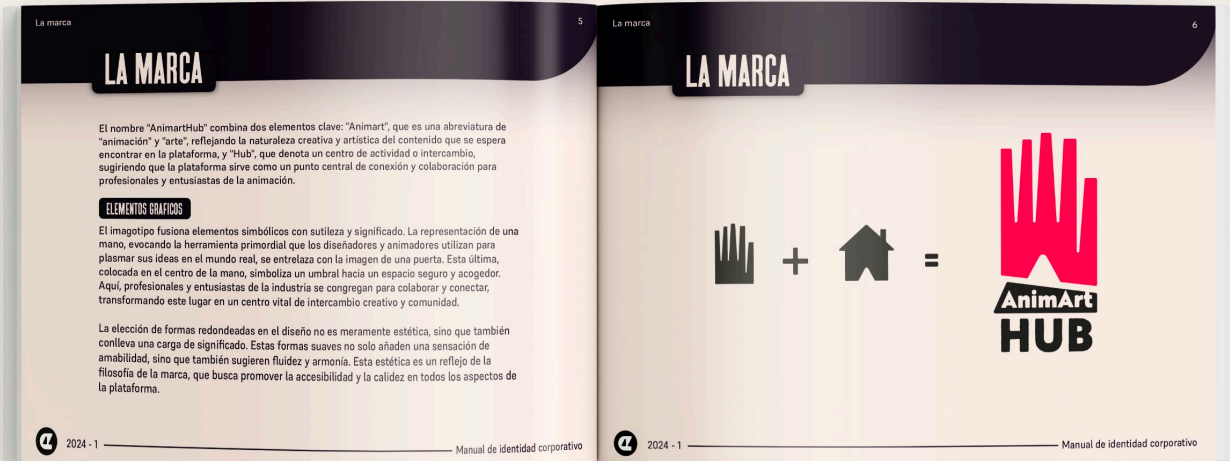 La marca
5
LA MARCA
El nombre "AnimartHub" combina dos elementos clave: "Animart", que es una abreviatura de
"animación" y "arte", reflejando la naturaleza creativa y artística del contenido que se espera
encontrar en la plataforma, y "Hub", que denota un centro de actividad o intercambio,
sugiriendo que la plataforma sirve como un punto central de conexión y colaboración para
profesionales y entusiastas de la animación.
ELEMENTOS GRAFICOS
El imagotipo fusiona elementos simbólicos con sutileza y significado. La representación de una
mano, evocando la herramienta primordial que los diseñadores y animadores utilizan para
plasmar sus ideas en el mundo real, se entrelaza con la imagen de una puerta. Esta última,
colocada en el centro de la mano, simboliza un umbral hacia un espacio seguro y acogedor.
Aquí, profesionales y entusiastas de la industria se congregan para colaborar y conectar,
transformando este lugar en un centro vital de intercambio creativo y comunidad.
La elección de formas redondeadas en el diseño no es meramente estética, sino que también
conlleva una carga de significado. Estas formas suaves no solo añaden una sensación de
amabilidad, sino que también sugieren fluidez y armonía. Esta estética es un reflejo de la
filosofía de la marca, que busca promover la accesibilidad y la calidez en todos los aspectos de
la plataforma.
a 2024 - 1
Manual de identidad corporativo
La marca
6
LA MARCA
+ =
AnimArt
HUB
a 2024 - 1
Manual de identidad corporativo